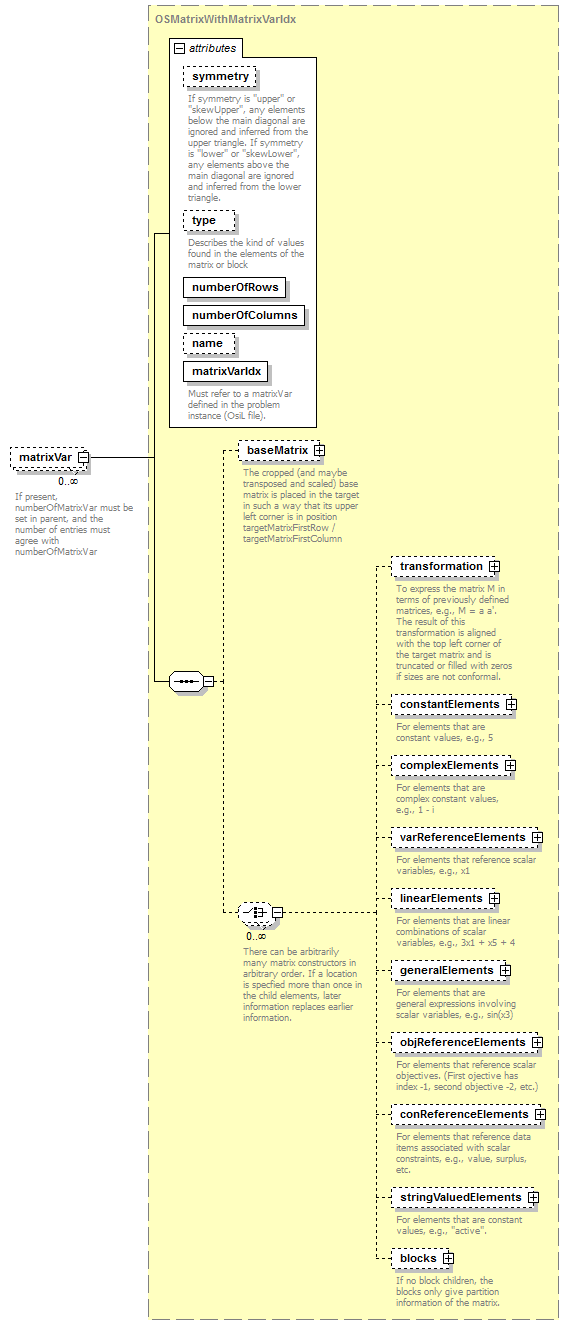 OSMatrixWithMatrixVarIdx
attributes
symmetry
If symmetry is "upper" or
"skewUpper", any elements
below the main diagonal are
ignored and inferred from the
upper triangle. If symmetry
is "lower" or "skewLower",
any elements above the
main diagonal are ignored
and inferred from the lower
triangle.
type
Describes the kind of values
found in the elements of the
matrix or block
numberOfRows
numberOfColumns
name
matrixVarIdx
Must refer to a matrixVar
defined in the problem
instance (OsiL file).
matrixVar
0..∞
If present,
numberOfMatrixVar must be
set in parent, and the
number of entries must
agree with
numberOfMatrixVar
baseMatrix
The cropped (and maybe
transposed and scaled) base
matrix is placed in the target
in such a way that its upper
left corner is in position
targetMatrixFirstRow /
targetMatrixFirstColumn
0..∞
There can be arbitrarily
many matrix constructors in
arbitrary order. If a location
is specfied more than once in
the child elements, later
information replaces earlier
information.
transformation
To express the matrix M in
terms of previously defined
matrices, e.g., M = a a'.
The result of this
transformation is aligned
with the top left corner of
the target matrix and is
truncated or filled with zeros
if sizes are not conformal.
constantElements
For elements that are
constant values, e.g., 5
complexElements
For elements that are
complex constant values,
e.g., 1 - i
varReferenceElements
For elements that reference scalar
variables, e.g., x1
linearElements
For elements that are linear
combinations of scalar
variables, e.g., 3x1 + x5 + 4
generalElements
For elements that are
general expressions involving
scalar variables, e.g., sin(x3)
objReferenceElements
For elements that reference scalar
objectives. (First ojective has
index -1, second objective -2, etc.)
conReferenceElements
For elements that reference data
items associated with scalar
constraints, e.g., value, surplus,
etc.
stringValuedElements
For elements that are constant
values, e.g., "active".
blocks
If no block children, the
blocks only give partition
information of the matrix.